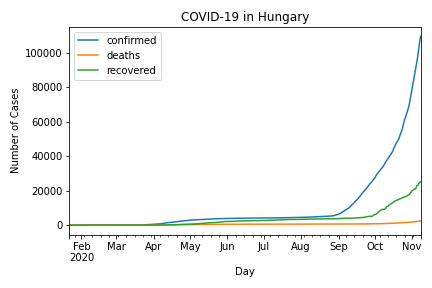 COVID-19 in Hungary
confirmed
deaths
recovered
Number of Cases
100000
80000
60000
40000
20000
0
Feb Mar Apr May Jun Jul Aug Sep Oct Nov
2020
Day